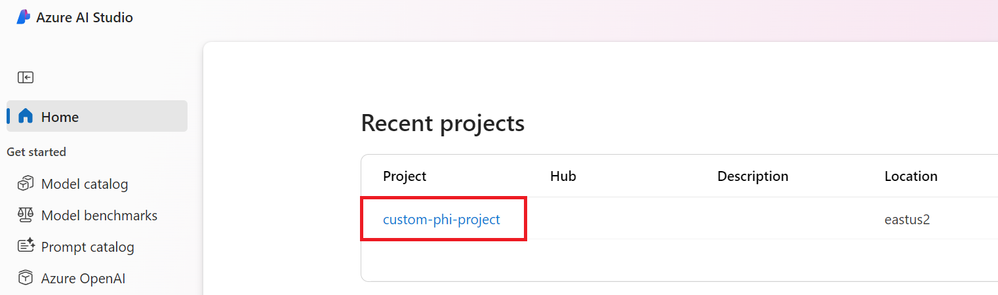 Azure AI Studio
Home
Get started
Model catalog
Model benchmarks
Prompt catalog
Azure OpenAI
Recent projects
Project Hub Description Location
custom-phi-project eastus2